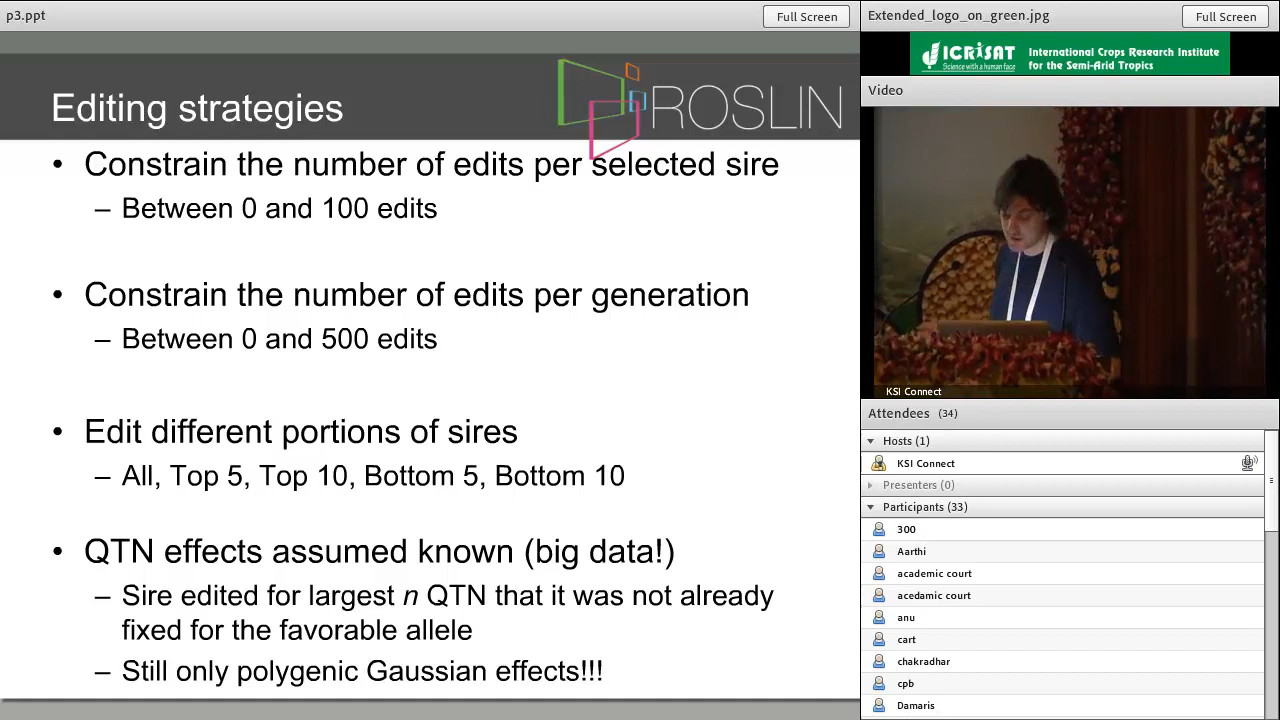 p3.ppt
Full Screen
Extended_logo_on_green.jpg
Full Screen
ICRISAT
Science with a human face
International Crops Research Institute
for the Semi-Arid Tropics
Video
Editing strategies
ROSLIN
• Constrain the number of edits per selected sire
– Between 0 and 100 edits
• Constrain the number of edits per generation
– Between 0 and 500 edits
• Edit different portions of sires
– All, Top 5, Top 10, Bottom 5, Bottom 10
• QTN effects assumed known (big data!)
– Sire edited for largest n QTN that it was not already
fixed for the favorable allele
– Still only polygenic Gaussian effects!!!
KSI Connect
Attendees (34)
Hosts (1)
KSI Connect
Presenters (0)
Participants (33)
300
Aarthi
academic court
acedamic court
anu
cart
chakradhar
cpb
Damaris